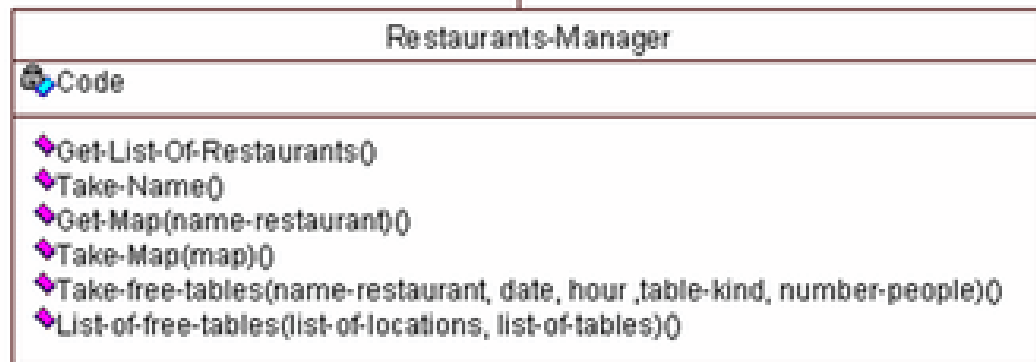 Restaurants-Manager
Code
Get-List-Of-Restaurants()
Take-Name()
Get-Map(name-restaurant)()
Take-Map(map)()
Take-free-tables(name-restaurant, date, hour ,table-kind, number-people)()
List-of-free-tables(list-of-locations, list-of-tables)()